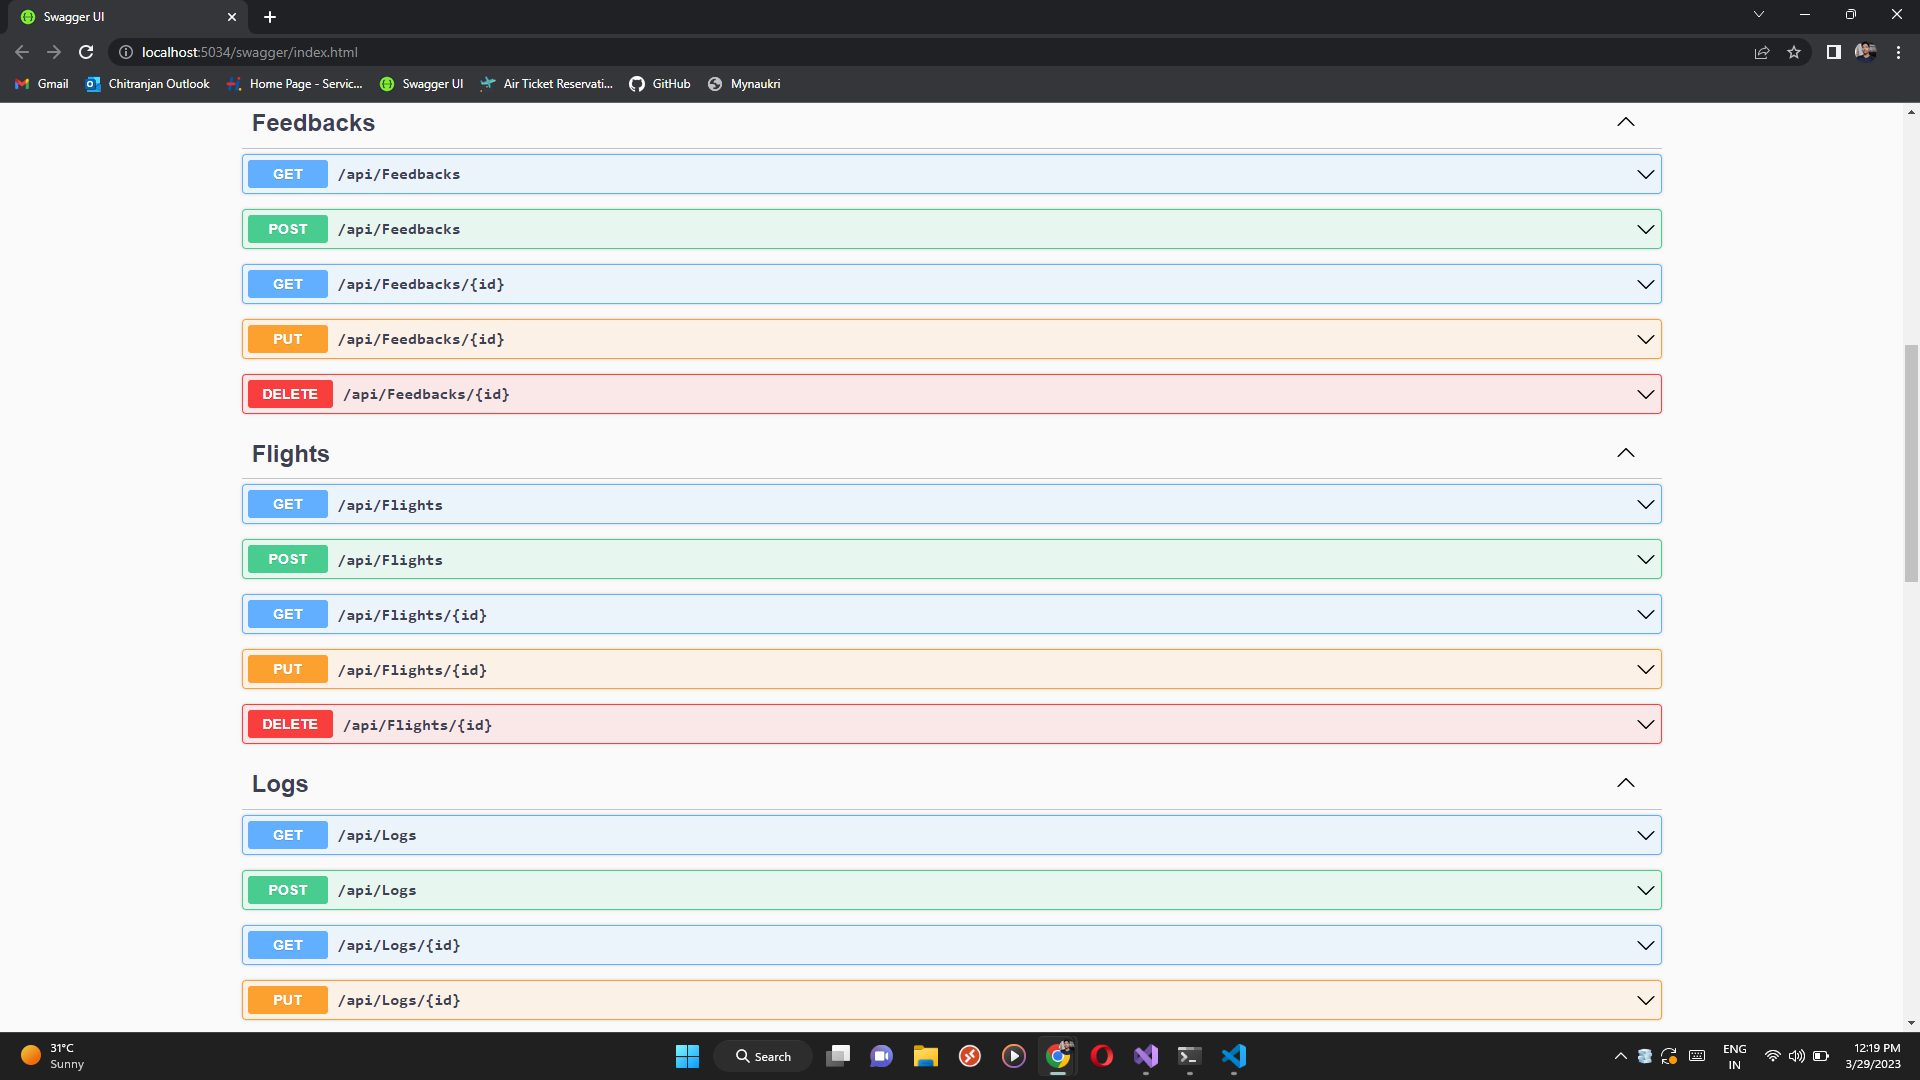 Swagger UI
localhost:5034/swagger/index.html
Gmail
Chitranjan Outlook
Home Page - Servic...
Swagger UI
Air Ticket Reservati...
GitHub
Mynaukri
Feedbacks
GET /api/Feedbacks
POST /api/Feedbacks
GET /api/Feedbacks/{id}
PUT /api/Feedbacks/{id}
DELETE /api/Feedbacks/{id}
Flights
GET /api/Flights
POST /api/Flights
GET /api/Flights/{id}
PUT /api/Flights/{id}
DELETE /api/Flights/{id}
Logs
GET /api/Logs
POST /api/Logs
GET /api/Logs/{id}
PUT /api/Logs/{id}
31°C
Sunny
Search
ENG
IN
12:19 PM
3/29/2023